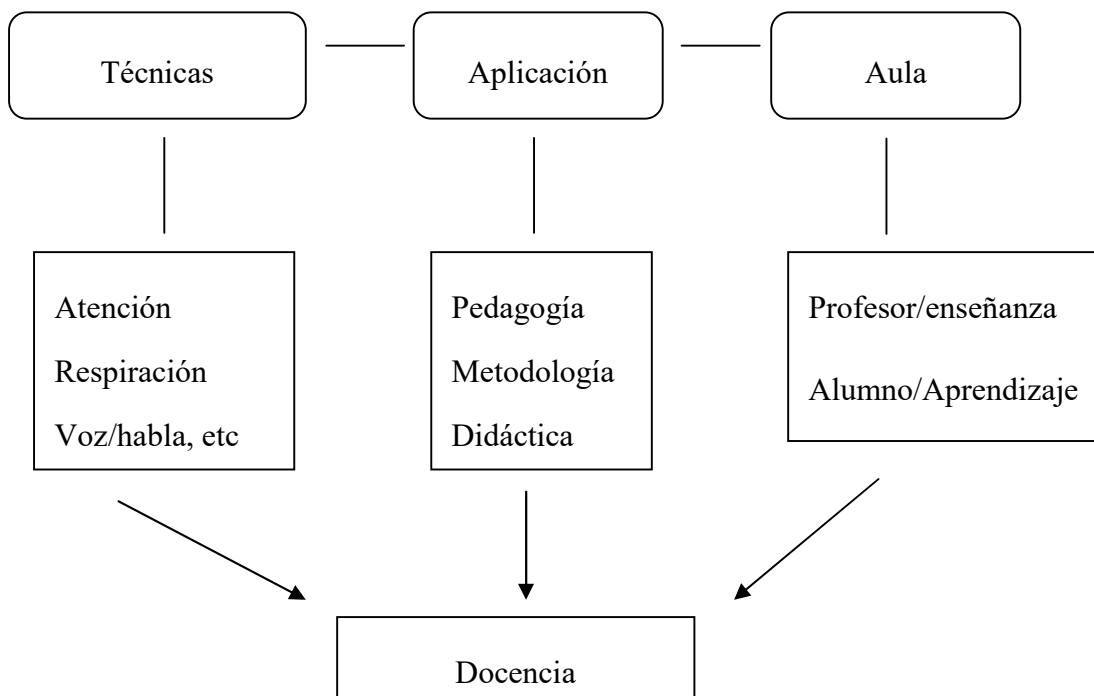 Técnicas
Aplicación
Aula
Atención
Respiración
Voz/habla, etc
Pedagogía
Metodología
Didáctica
Profesor/enseñanza
Alumno/Aprendizaje
Docencia